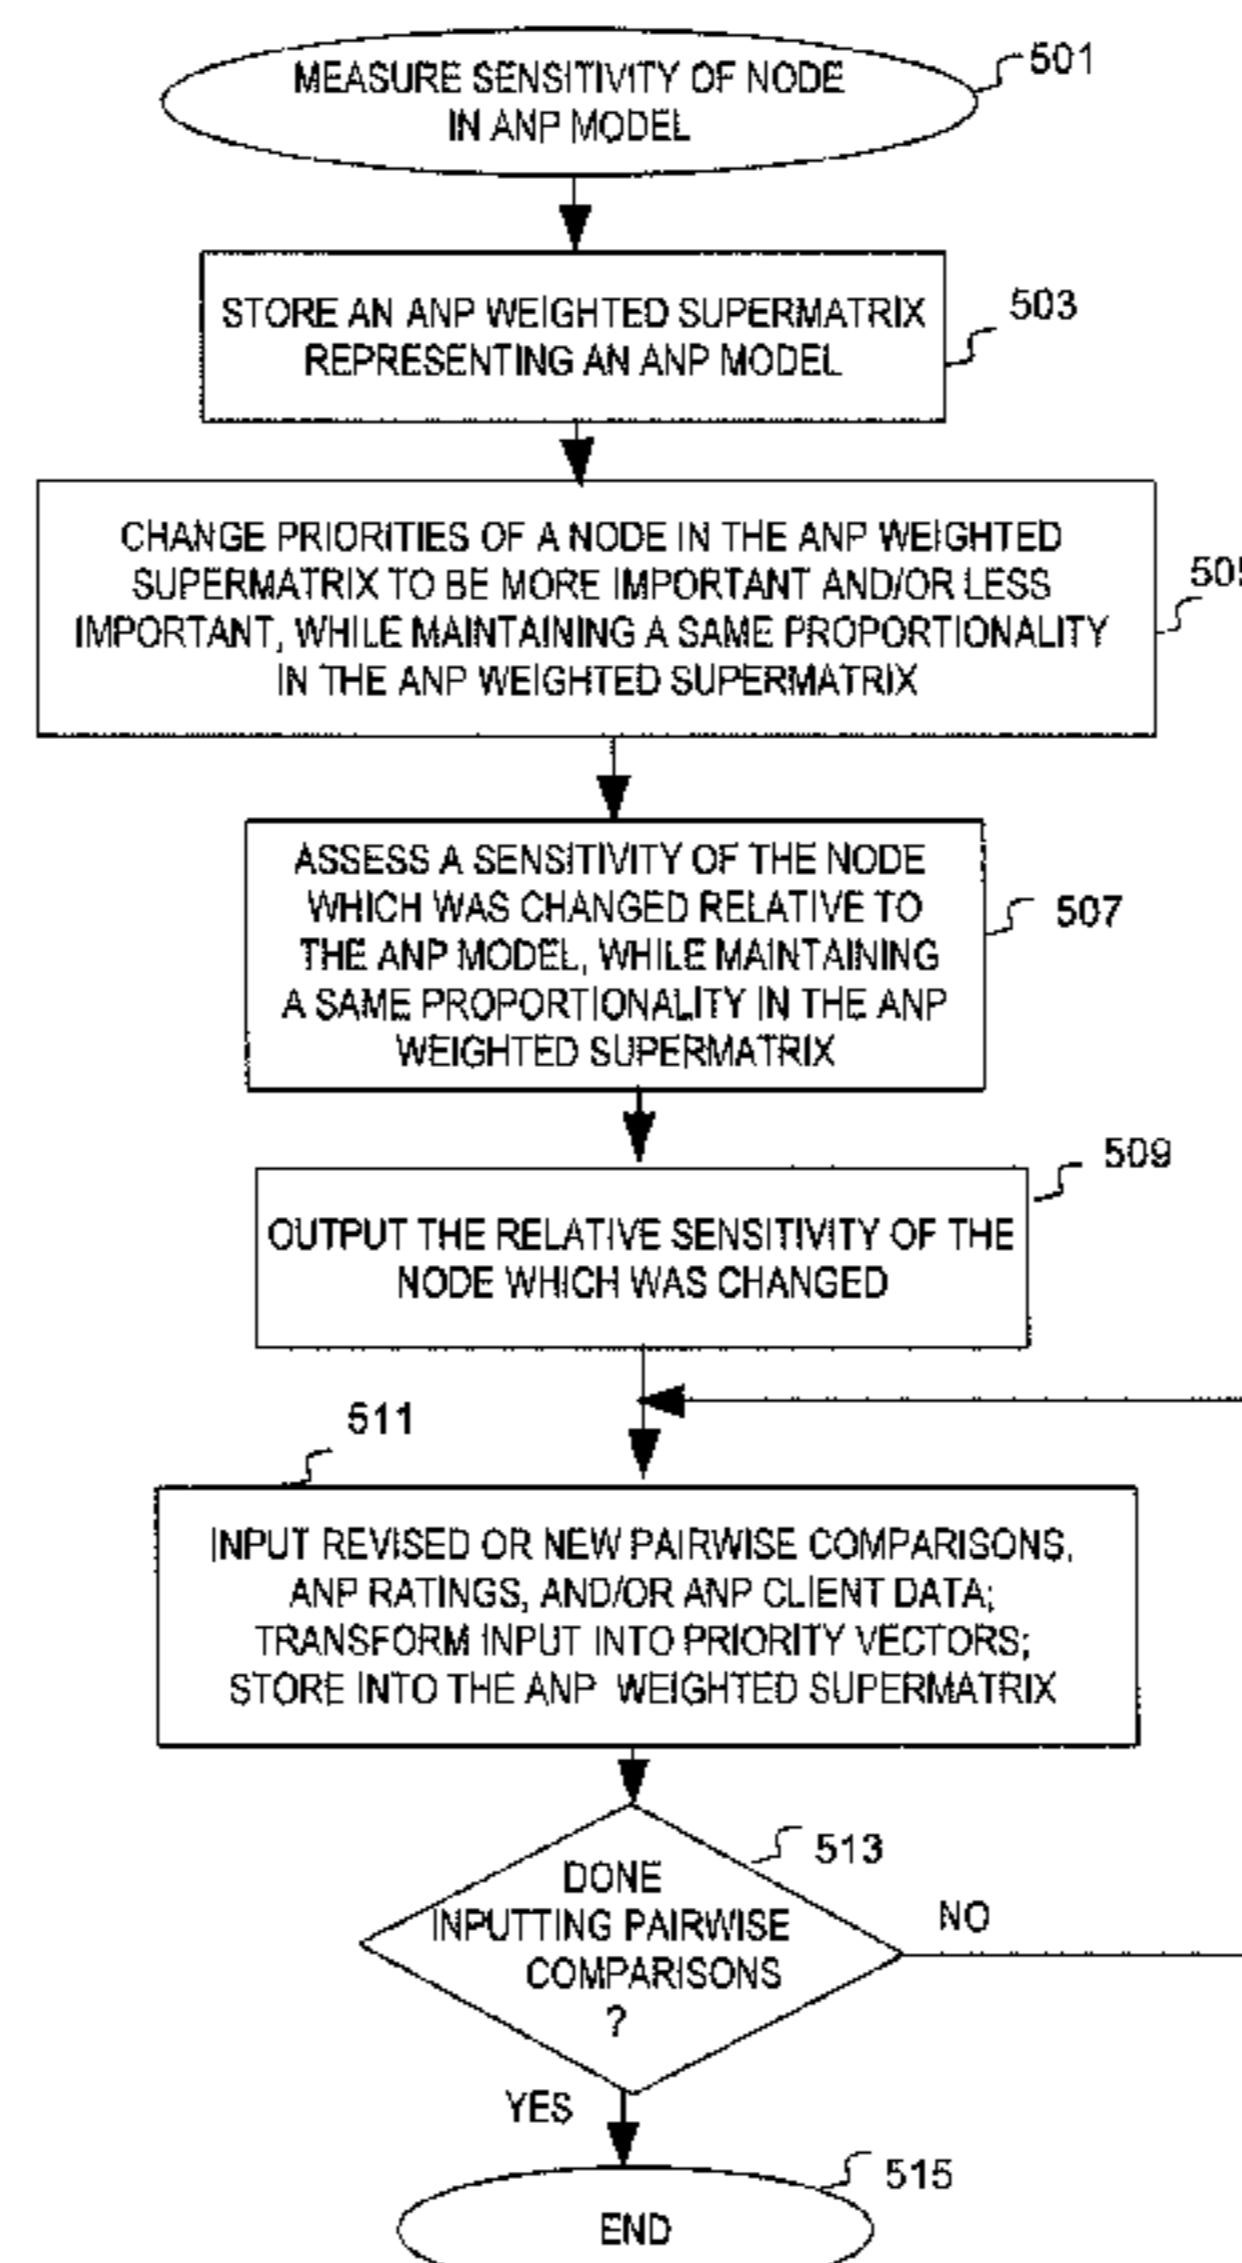 MEASURE SENSITIVITY OF NODE
IN ANP MODEL
501
STORE AN ANP WEIGHTED SUPERMATRIX
REPRESENTING AN ANP MODEL
503
CHANGE PRIORITIES OF A NODE IN THE ANP WEIGHTED
SUPERMATRIX TO BE MORE IMPORTANT AND/OR LESS
IMPORTANT, WHILE MAINTAINING A SAME PROPORTIONALITY
IN THE ANP WEIGHTED SUPERMATRIX
505
ASSESS A SENSITIVITY OF THE NODE
WHICH WAS CHANGED RELATIVE TO
THE ANP MODEL, WHILE MAINTAINING
A SAME PROPORTIONALITY IN THE ANP
WEIGHTED SUPERMATRIX
507
509
OUTPUT THE RELATIVE SENSITIVITY OF THE
NODE WHICH WAS CHANGED
511
INPUT REVISED OR NEW PAIRWISE COMPARISONS,
ANP RATINGS, AND/OR ANP CLIENT DATA;
TRANSFORM INPUT INTO PRIORITY VECTORS;
STORE INTO THE ANP WEIGHTED SUPERMATRIX
513
DONE
INPUTTING PAIRWISE
COMPARISONS
?
NO
YES
515
END